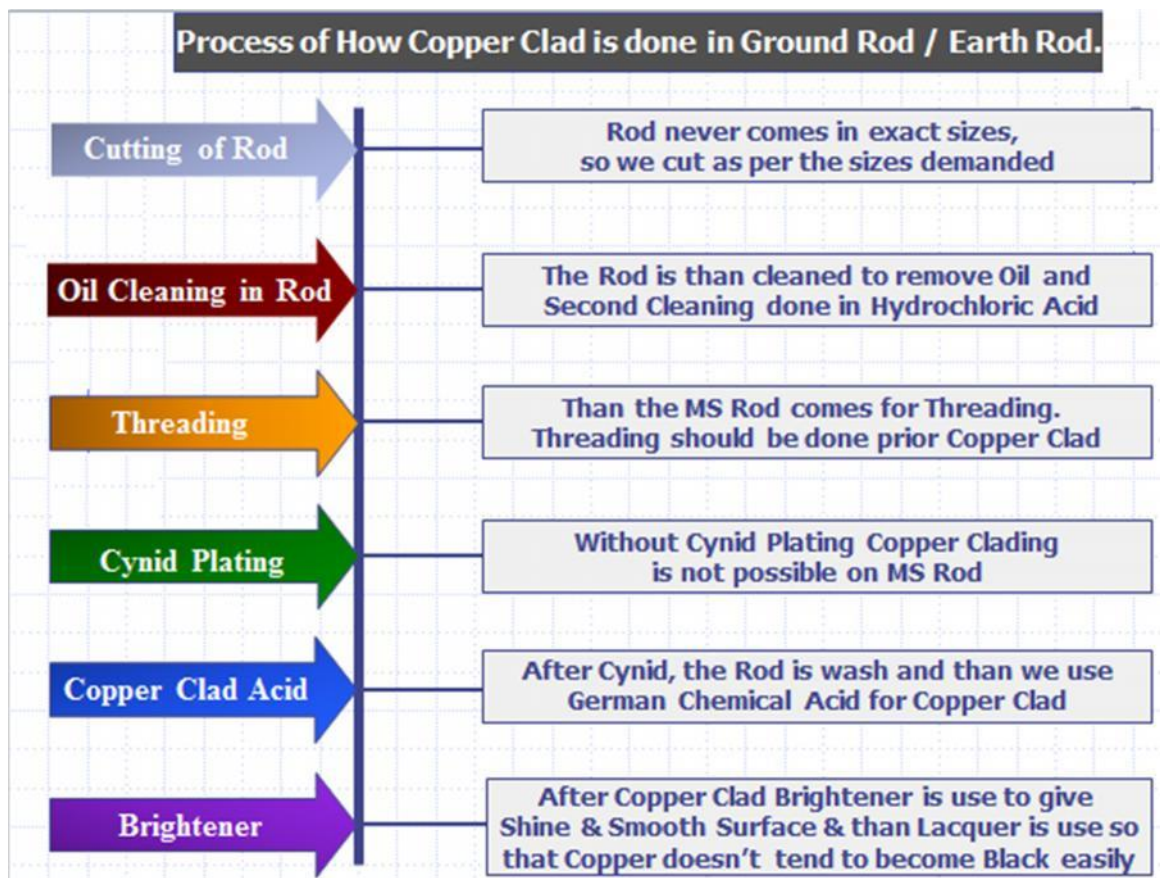 Process of How Copper Clad is done in Ground Rod / Earth Rod.
Cutting of Rod
Rod never comes in exact sizes,
so we cut as per the sizes demanded
Oil Cleaning in Rod
The Rod is than cleaned to remove Oil and
Second Cleaning done in Hydrochloric Acid
Threading
Than the MS Rod comes for Threading.
Threading should be done prior Copper Clad
Cynid Plating
Without Cynid Plating Copper Clading
is not possible on MS Rod
Copper Clad Acid
After Cynid, the Rod is wash and than we use
German Chemical Acid for Copper Clad
Brightener
After Copper Clad Brightener is use to give
Shine & Smooth Surface & than Lacquer is use so
that Copper doesn’t tend to become Black easily